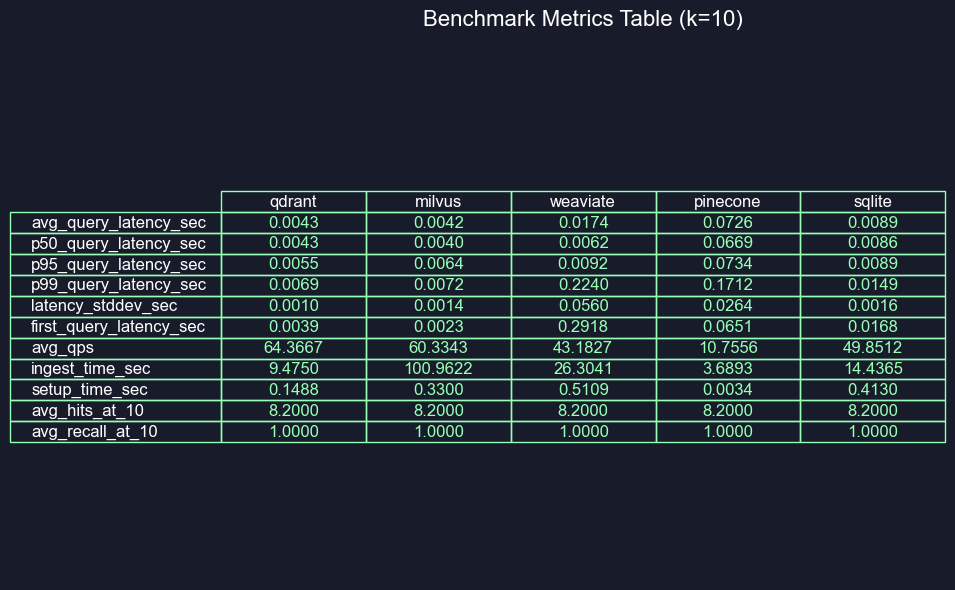 Benchmark Metrics Table (k=10)
qdrant milvus weaviate pinecone sqlite
avg_query_latency_sec 0.0043 0.0042 0.0174 0.0726 0.0089
p50_query_latency_sec 0.0043 0.0040 0.0062 0.0669 0.0086
p95_query_latency_sec 0.0055 0.0064 0.0092 0.0734 0.0089
p99_query_latency_sec 0.0069 0.0072 0.2240 0.1712 0.0149
latency_stddev_sec 0.0010 0.0014 0.0560 0.0264 0.0016
first_query_latency_sec 0.0039 0.0023 0.2918 0.0651 0.0168
avg_qps 64.3667 60.3343 43.1827 10.7556 49.8512
ingest_time_sec 9.4750 100.9622 26.3041 3.6893 14.4365
setup_time_sec 0.1488 0.3300 0.5109 0.0034 0.4130
avg_hits_at_10 8.2000 8.2000 8.2000 8.2000 8.2000
avg_recall_at_10 1.0000 1.0000 1.0000 1.0000 1.0000